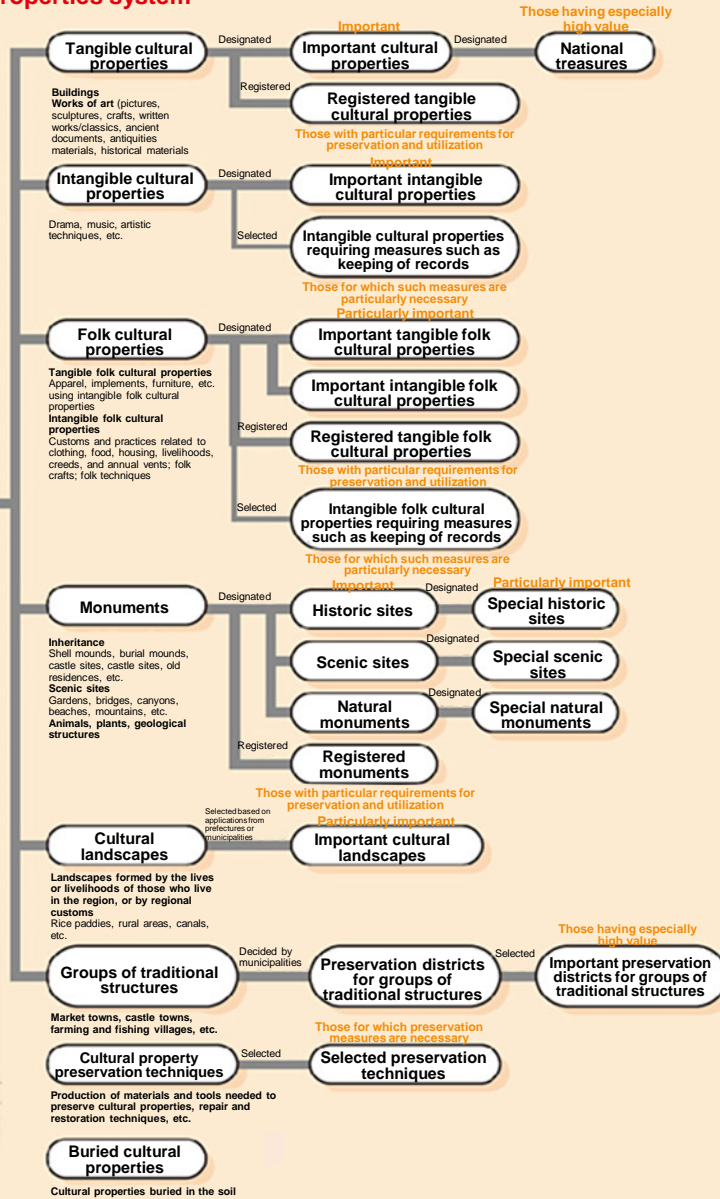 roperties system
Those having especially
high value
Important
Tangible cultural
properties
Designated
Important cultural
properties
Designated
National
treasures
Buildings
Works of art (pictures,
sculptures, crafts, written
works/classics, ancient
documents, antiquities
materials, historical materials
Registered
Registered tangible
cultural properties
Those with particular requirements for
preservation and utilization
Important
Intangible cultural
properties
Designated
Important intangible
cultural properties
Drama, music, artistic
techniques, etc.
Selected
Intangible cultural properties
requiring measures such as
keeping of records
Those for which such measures are
particularly necessary
Particularly important
Folk cultural
properties
Designated
Important tangible folk
cultural properties
Tangible folk cultural properties
Apparel, implements, furniture, etc.
using intangible folk cultural
properties
Intangible folk cultural
properties
Customs and practices related to
clothing, food, housing, livelihoods,
creeds, and annual vents; folk
crafts; folk techniques
Important intangible folk
cultural properties
Registered
Registered tangible folk
cultural properties
Those with particular requirements for
preservation and utilization
Selected
Intangible folk cultural
properties requiring measures
such as keeping of records
Those for which such measures are
particularly necessary
Important
Monuments
Designated
Historic sites
Designated
Particularly important
Special historic
sites
Inheritance
Shell mounds, burial mounds,
castle sites, castle sites, old
residences, etc.
Scenic sites
Gardens, bridges, canyons,
beaches, mountains, etc.
Animals, plants, geological
structures
Scenic sites
Designated
Special scenic
sites
Natural
monuments
Designated
Special natural
monuments
Registered
Registered
monuments
Those with particular requirements for
preservation and utilization
Particularly important
Cultural
landscapes
Selected based on
applications from
prefectures or
municipalities
Important cultural
landscapes
Landscapes formed by the lives
or livelihoods of those who live
in the region, or by regional
customs
Rice paddies, rural areas, canals,
etc.
Those having especially
high value
Groups of traditional
structures
Decided by
municipalities
Preservation districts
for groups of
traditional structures
Selected
Important preservation
districts for groups of
traditional structures
Market towns, castle towns,
farming and fishing villages, etc.
Those for which preservation
measures are necessary
Cultural property
preservation techniques
Selected
Selected preservation
techniques
Production of materials and tools needed to
preserve cultural properties, repair and
restoration techniques, etc.
Buried cultural
properties
Cultural properties buried in the soil